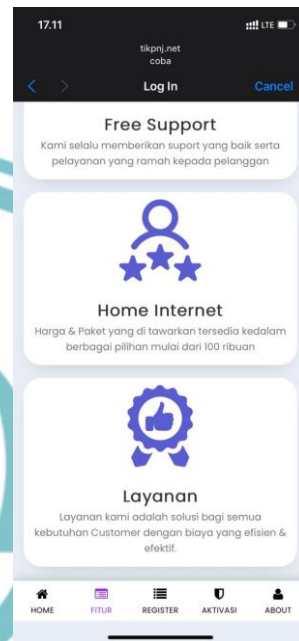 17.11
LTE
tikpnj.net
coba
Log In
Cancel
Free Support
Kami selalu memberikan suport yang baik serta
pelayanan yang ramah kepada pelanggan
Home Internet
Harga & Paket yang di tawarkan tersedia kedalam
berbagai pilihan mulai dari 100 ribuan
Layanan
Layanan kami adalah solusi bagi semua
kebutuhan Customer dengan biaya yang efisien &
efektif.
HOME FITUR REGISTER AKTIVASI ABOUT